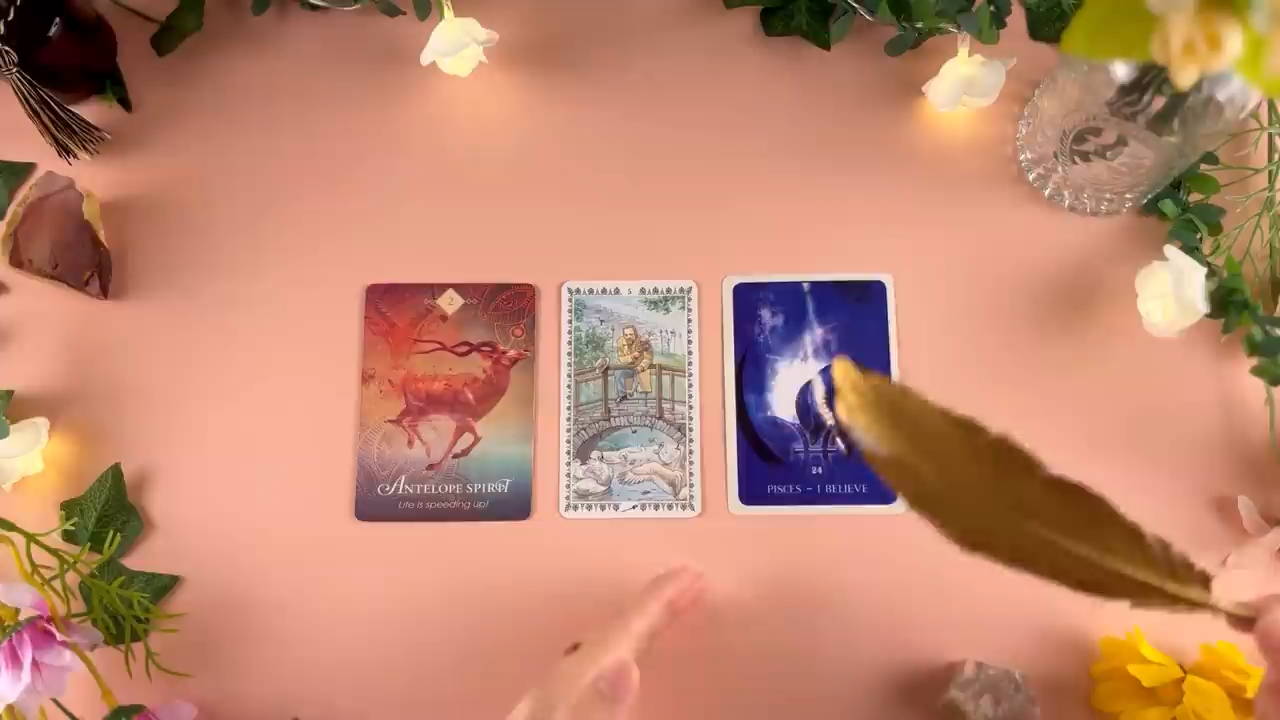 2
ANTELOPE SPIRIT
Life is speeding up!
5
24
PISCES – I BELIEVE